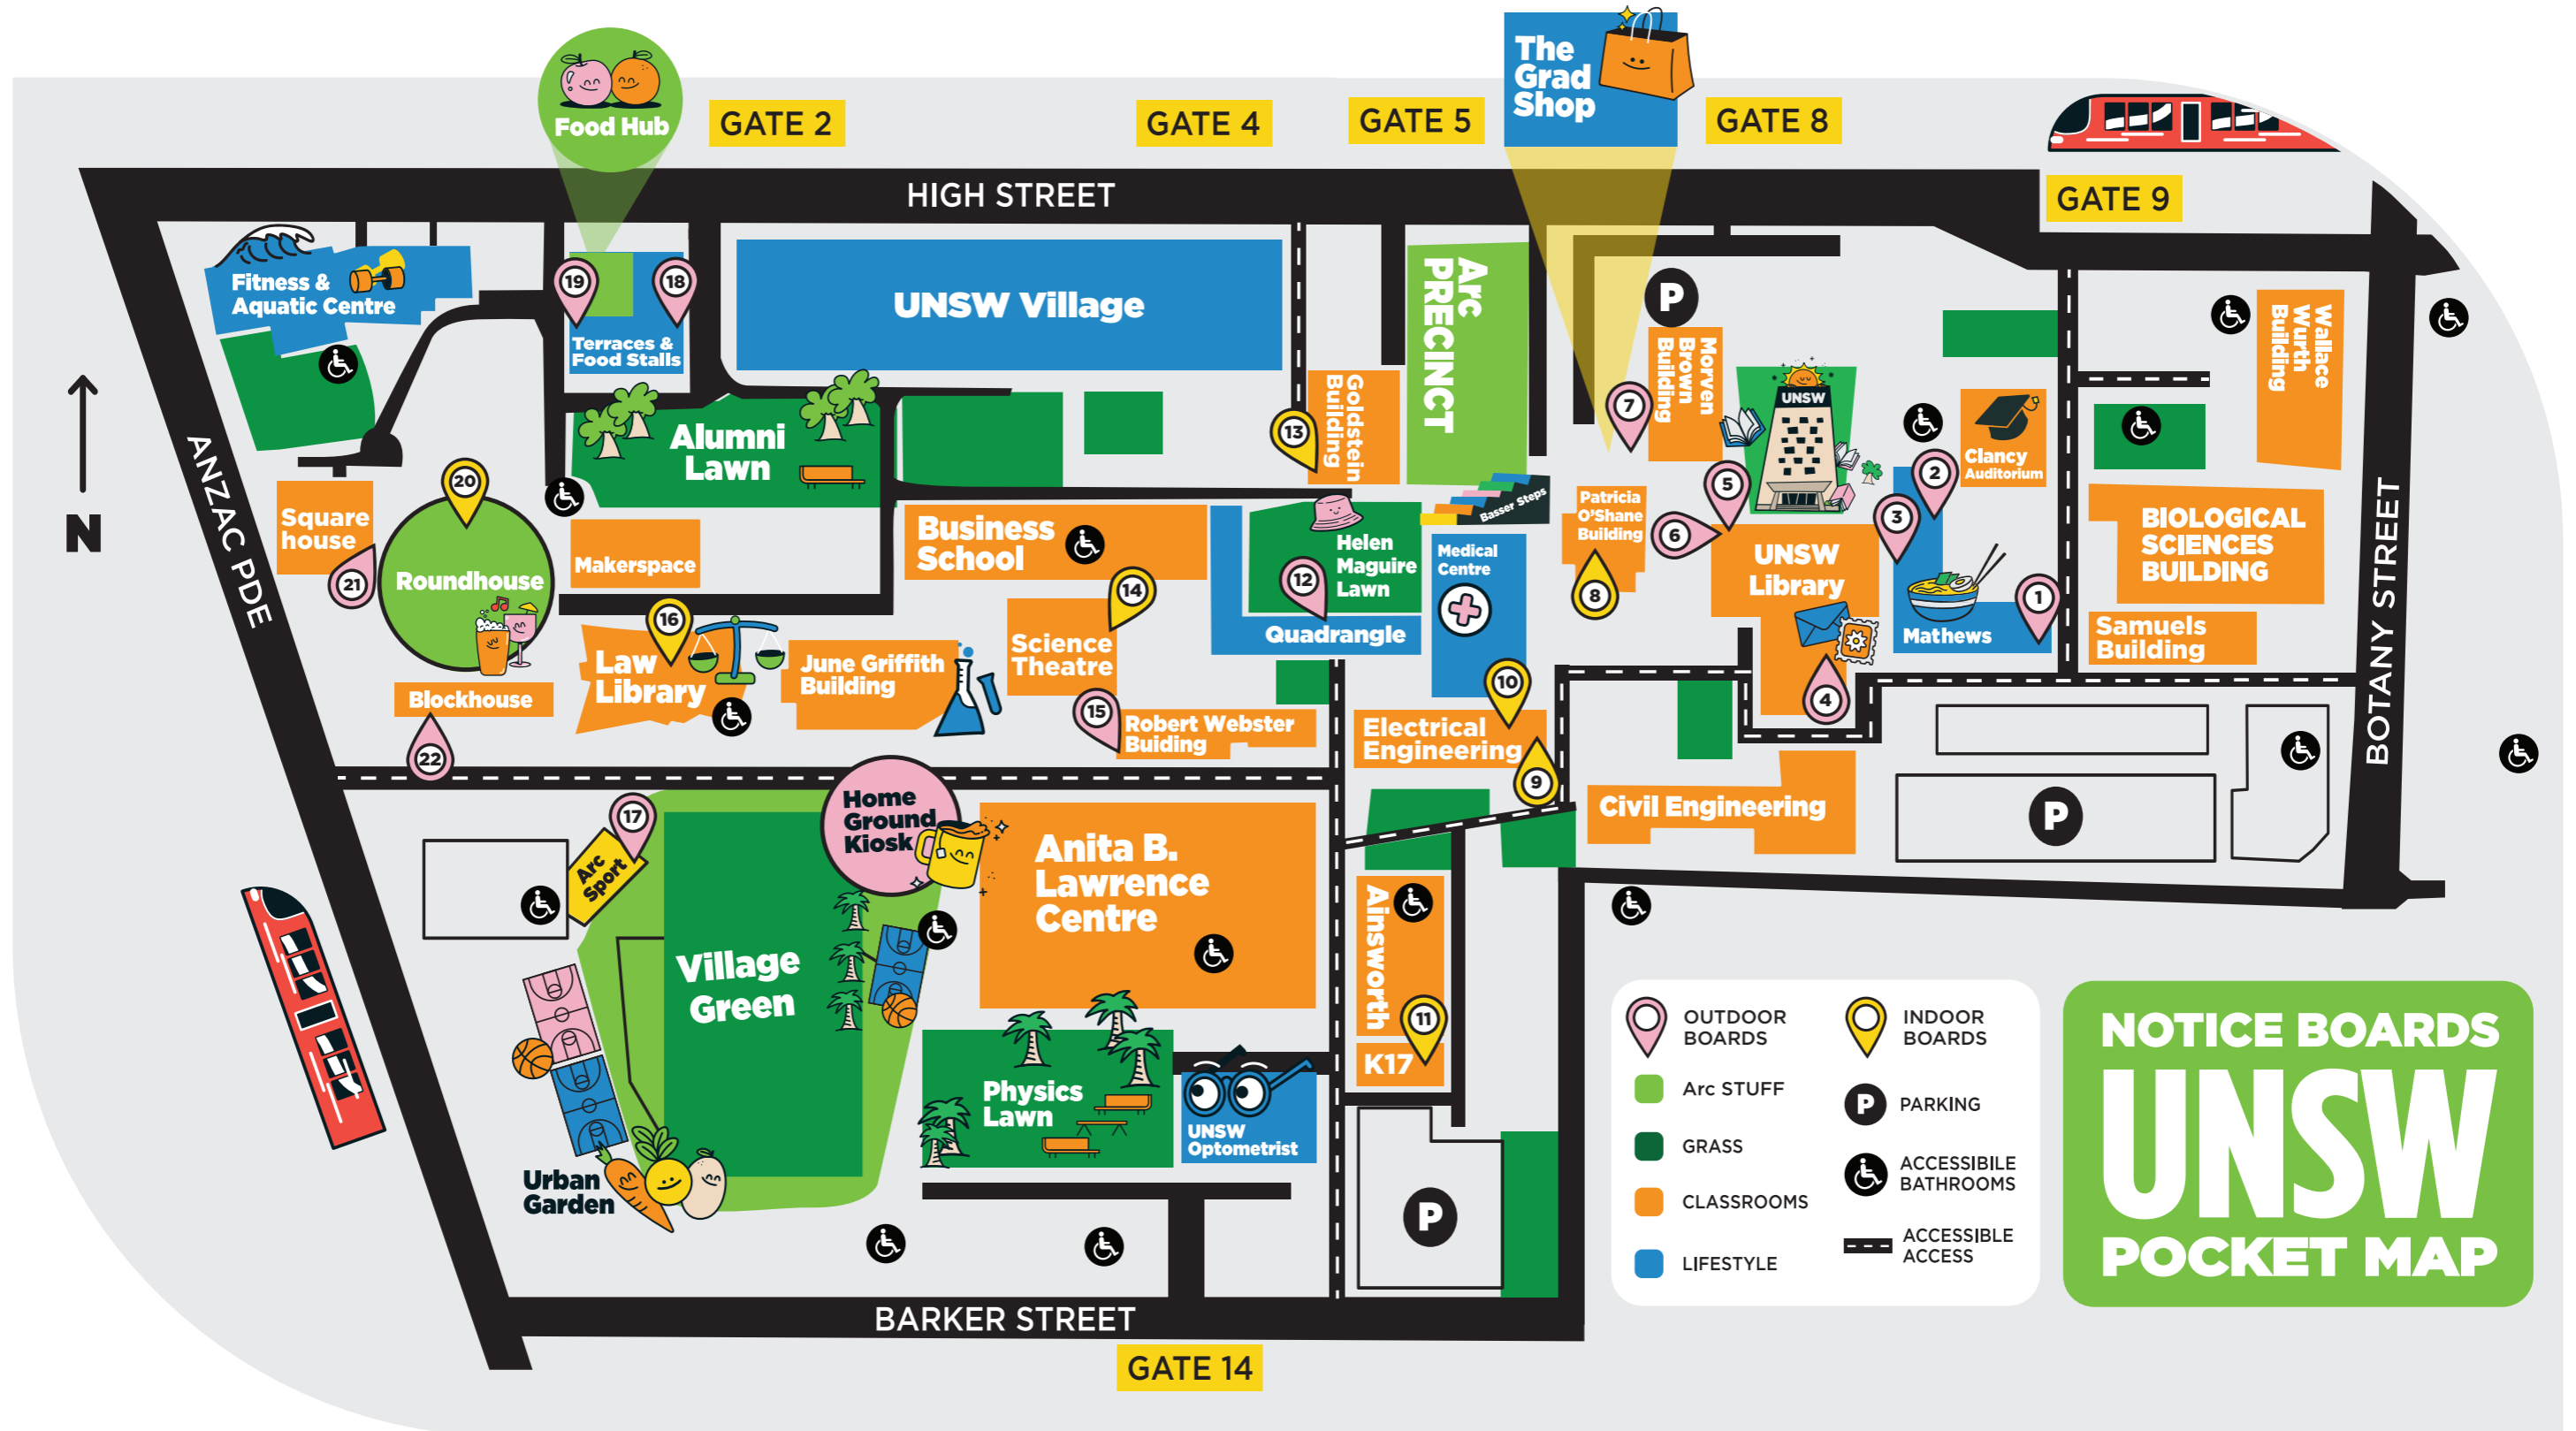 Food Hub
GATE 2
GATE 4
GATE 5
The
Grad
Shop
GATE 8
GATE 9
HIGH STREET
Fitness &
Aquatic Centre
19
18
Terraces &
Food Stalls
UNSW Village
Arc
PRECINCT
P
Morven
Brown
Building
Wallace
Wurth
Building
Goldstein
Building
13
7
UNSW
Clancy
Auditorium
Alumni
Lawn
ANZAC PDE
N
20
Square
house
21
Roundhouse
Makerspace
Business
School
14
Basser Steps
Helen
Maguire
Lawn
12
Quadrangle
Medical
Centre
Patricia
O'Shane
Building
8
5
6
2
3
1
UNSW
Library
Mathews
4
BIOLOGICAL
SCIENCES
BUILDING
Samuels
Building
BOTANY STREET
16
Law
Library
June Griffith
Building
Science
Theatre
15
Robert Webster
Buiding
10
Electrical
Engineering
9
Blockhouse
22
17
Arc
Sport
Home
Ground
Kiosk
Anita B.
Lawrence
Centre
Civil Engineering
P
Ainsworth
11
K17
Village
Green
Physics
Lawn
UNSW
Optometrist
Urban
Garden
P
BARKER STREET
GATE 14
OUTDOOR
BOARDS
Arc STUFF
GRASS
CLASSROOMS
LIFESTYLE
INDOOR
BOARDS
P
PARKING
ACCESSIBLE
BATHROOMS
ACCESSIBLE
ACCESS
NOTICE BOARDS
UNSW
POCKET MAP